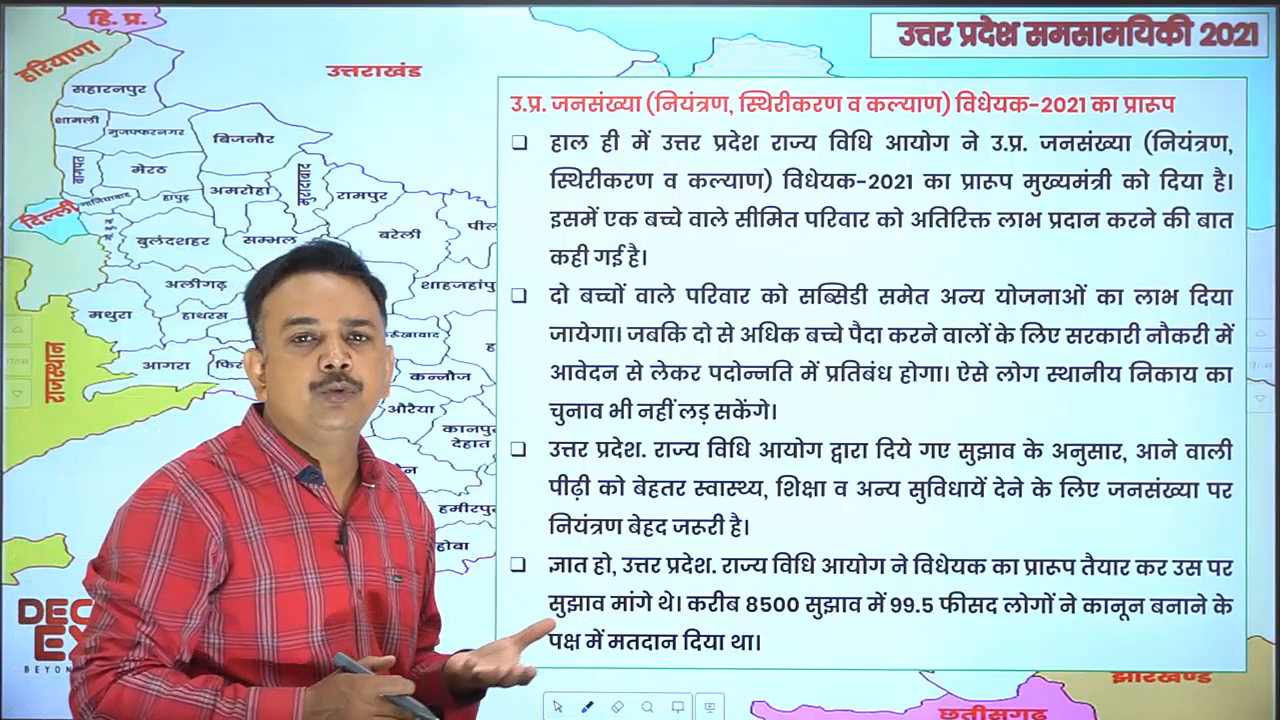 हि. प्र.
उत्तर प्रदेश समसामयिकी 2021
हरियाणा
उत्तराखंड
सहारनपुर
शामली
मुजफ्फरनगर
बिजनौर
बागपत
मेरठ
हापुड़
अमरोहा
मुरादाबाद
रामपुर
दिल्ली
गाजियाबाद
बुलंदशहर
सम्भल
बरेली
पील
अलीगढ़
शाहजहांपु
मथुरा
हाथरस
र्रुखाबाद
राजस्थान
आगरा
फिर
कन्नौज
औरैया
कानपु
देहात
हमीरपु
होबा
उ.प्र. जनसंख्या (नियंत्रण, स्थिरीकरण व कल्याण) विधेयक-2021 का प्रारूप
❑ हाल ही में उत्तर प्रदेश राज्य विधि आयोग ने उ.प्र. जनसंख्या (नियंत्रण,
स्थिरीकरण व कल्याण) विधेयक-2021 का प्रारूप मुख्यमंत्री को दिया है।
इसमें एक बच्चे वाले सीमित परिवार को अतिरिक्त लाभ प्रदान करने की बात
कही गई है।
❑ दो बच्चों वाले परिवार को सब्सिडी समेत अन्य योजनाओं का लाभ दिया
जायेगा। जबकि दो से अधिक बच्चे पैदा करने वालों के लिए सरकारी नौकरी में
आवेदन से लेकर पदोन्नति में प्रतिबंध होगा। ऐसे लोग स्थानीय निकाय का
चुनाव भी नहीं लड़ सकेंगे।
❑ उत्तर प्रदेश. राज्य विधि आयोग द्वारा दिये गए सुझाव के अनुसार, आने वाली
पीढ़ी को बेहतर स्वास्थ्य, शिक्षा व अन्य सुविधायें देने के लिए जनसंख्या पर
नियंत्रण बेहद जरूरी है।
❑ ज्ञात हो, उत्तर प्रदेश. राज्य विधि आयोग ने विधेयक का प्रारूप तैयार कर उस पर
सुझाव मांगे थे। करीब 8500 सुझाव में 99.5 फीसद लोगों ने कानून बनाने के
पक्ष में मतदान दिया था।
झारखण्ड
छत्तीसगढ़